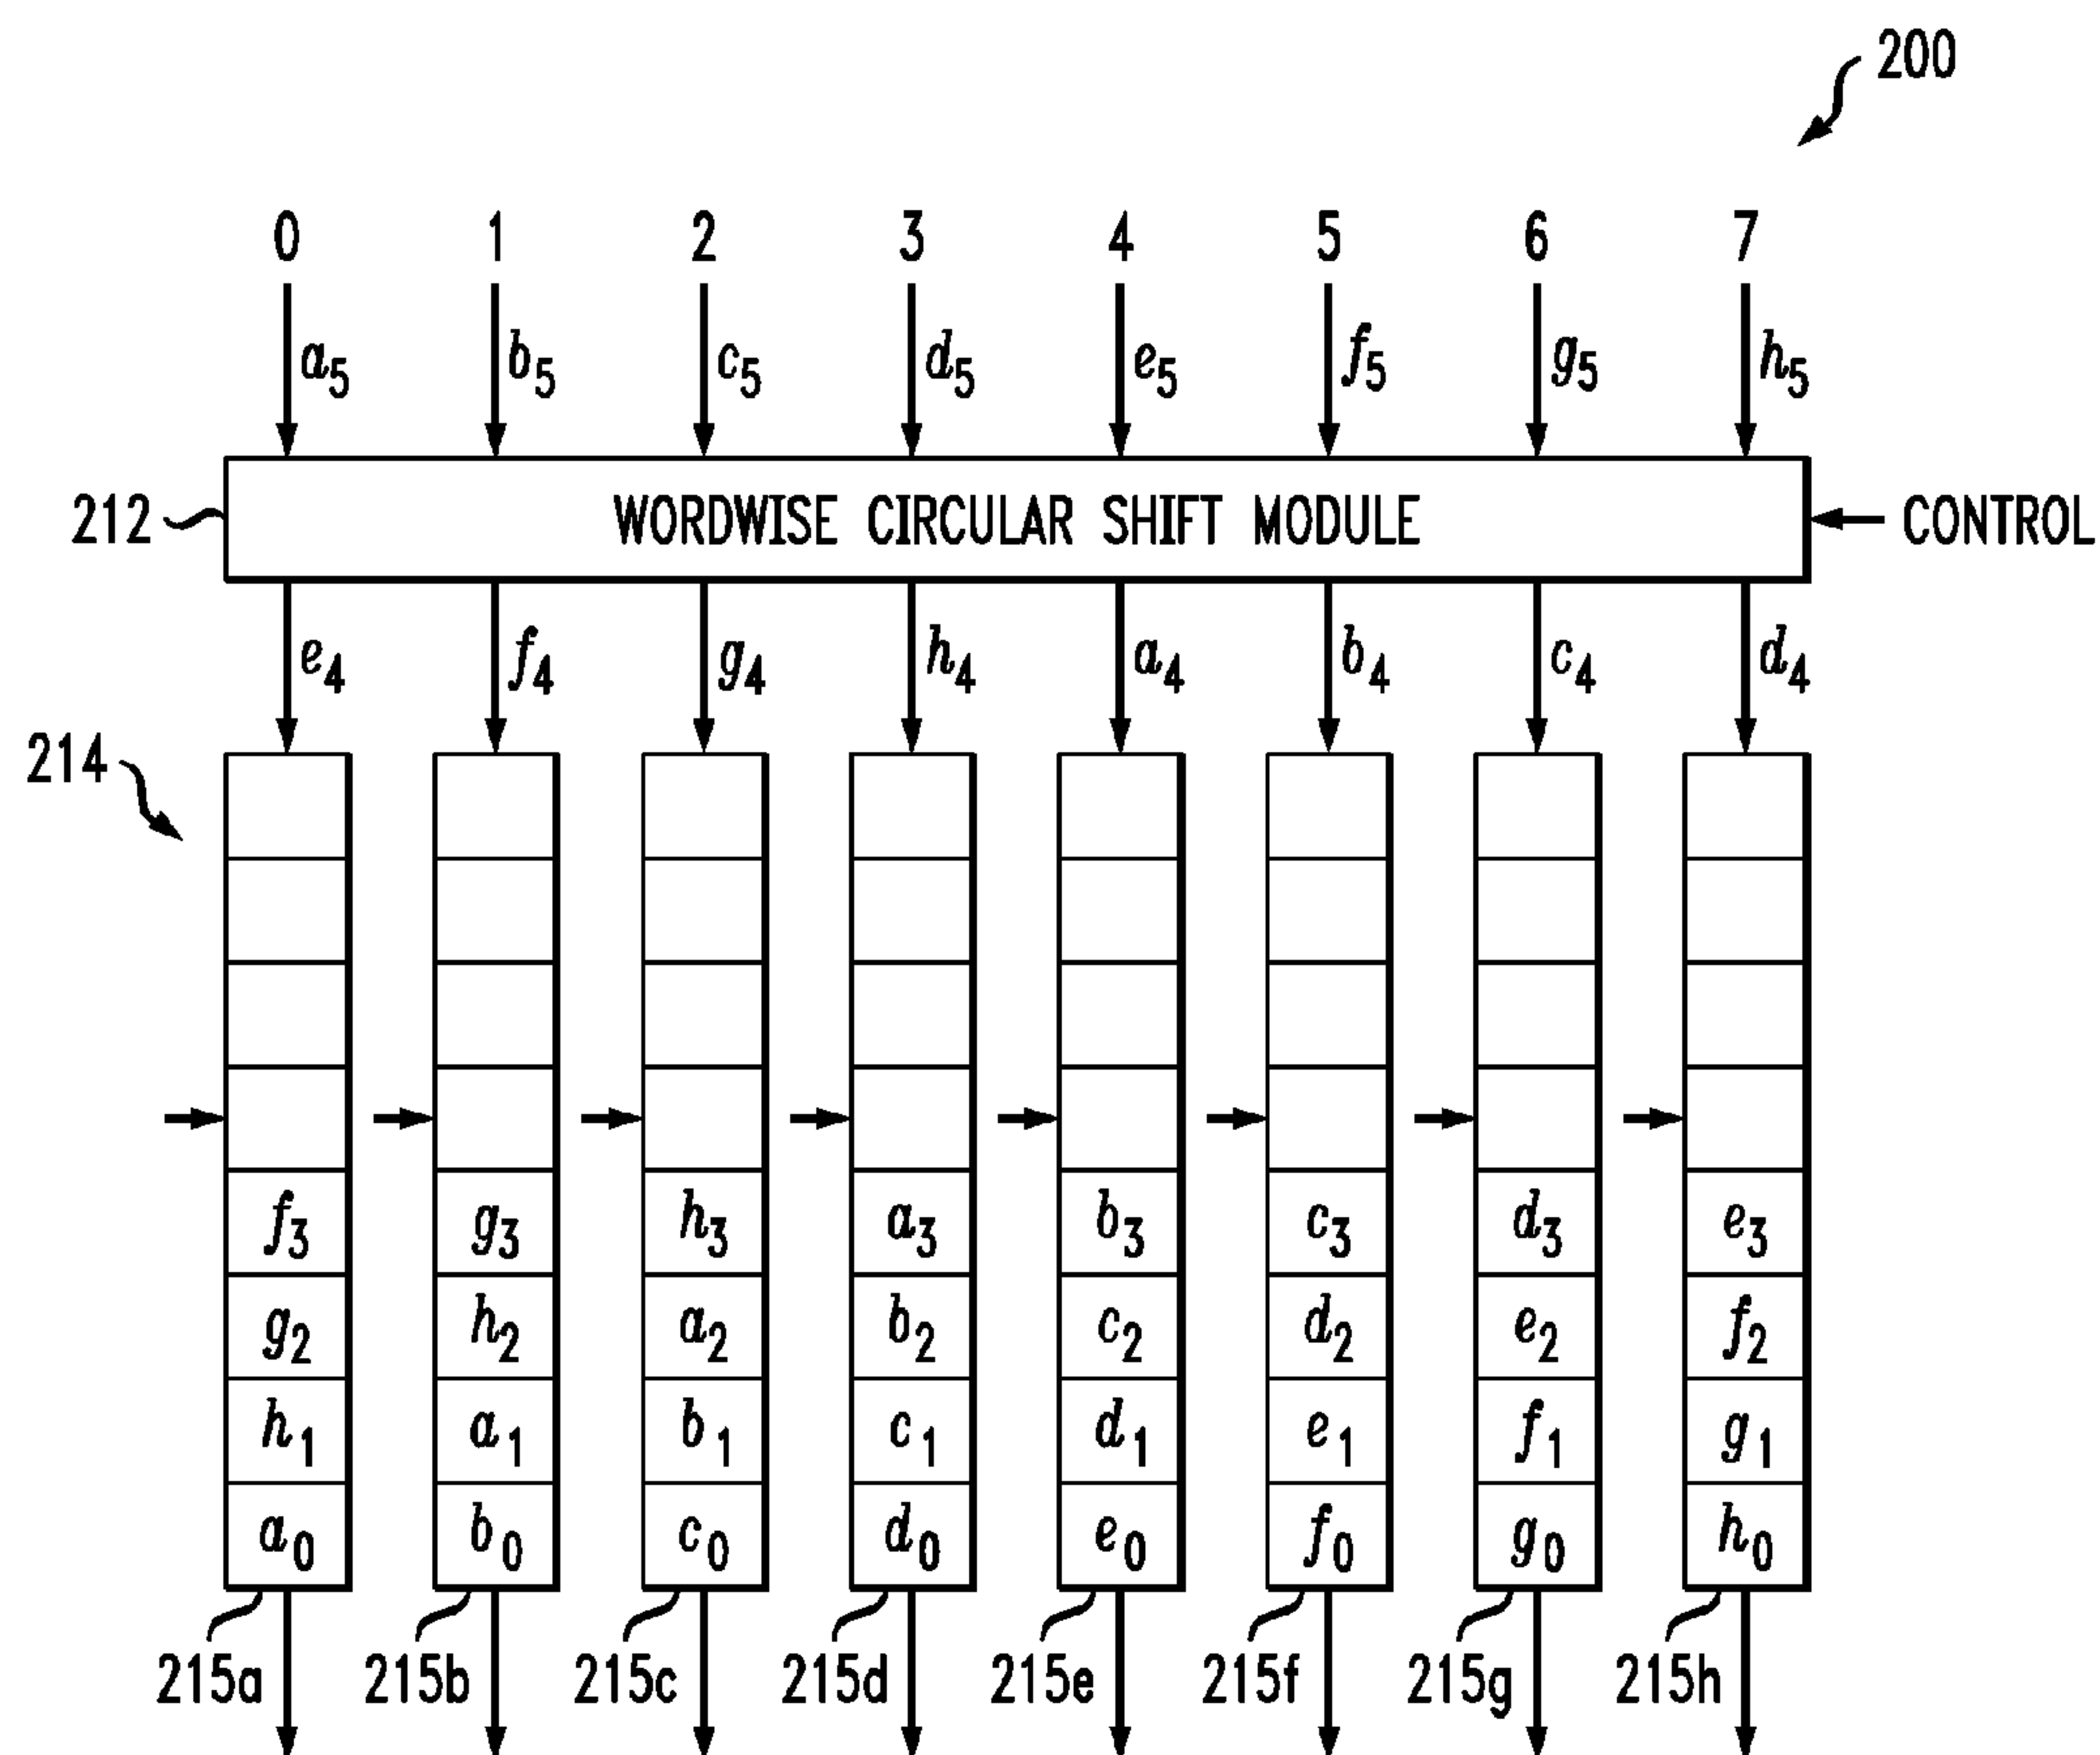 200
0 1 2 3 4 5 6 7
a5 b5 c5 d5 e5 f5 g5 h5
212 WORDWISE CIRCULAR SHIFT MODULE CONTROL
e4 f4 g4 h4 a4 b4 c4 d4
214
f3 g3 h3 a3 b3 c3 d3 e3
g2 h2 a2 b2 c2 d2 e2 f2
h1 a1 b1 c1 d1 e1 f1 g1
a0 b0 c0 d0 e0 f0 g0 h0
215a 215b 215c 215d 215e 215f 215g 215h